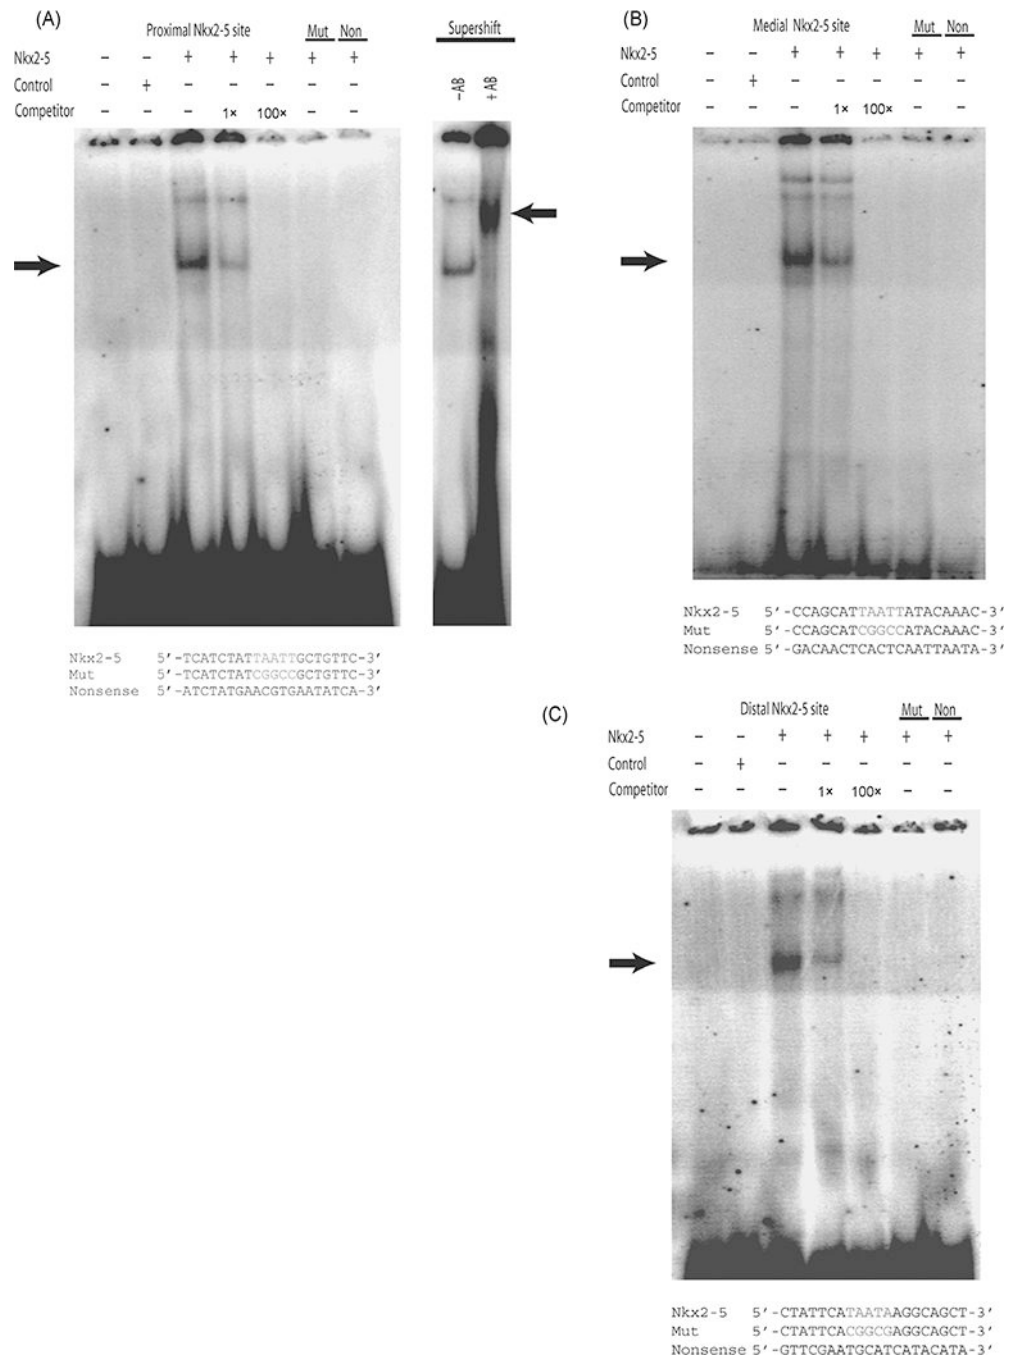 (A)
Proximal Nkx2-5 site Mut Non
Nkx2-5 - - + + + + +
Control - + - - - - -
Competitor - - - 1× 100× - -
Supershift
-AB +AB
Nkx2-5 5′-TCATCTATTAATTGCTGTTC-3′
Mut 5′-TCATCTATCGGCCGCTGTTC-3′
Nonsense 5′-ATCTATGAACGTGAATATCA-3′
(B)
Medial Nkx2-5 site Mut Non
Nkx2-5 - - + + + + +
Control - + - - - - -
Competitor - - - 1× 100× - -
Nkx2-5 5′-CCAGCATTAATTATACAAAC-3′
Mut 5′-CCAGCATCGGCCATACAAAC-3′
Nonsense 5′-GACAACTCACTCAATTAATA-3′
(C)
Distal Nkx2-5 site Mut Non
Nkx2-5 - - + + + + +
Control - + - - - - -
Competitor - - - 1× 100× - -
Nkx2-5 5′-CTATTCATAATAAGGCAGCT-3′
Mut 5′-CTATTCACGGCGAGGCAGCT-3′
Nonsense 5′-GTTCGAATGCATCATACATA-3′